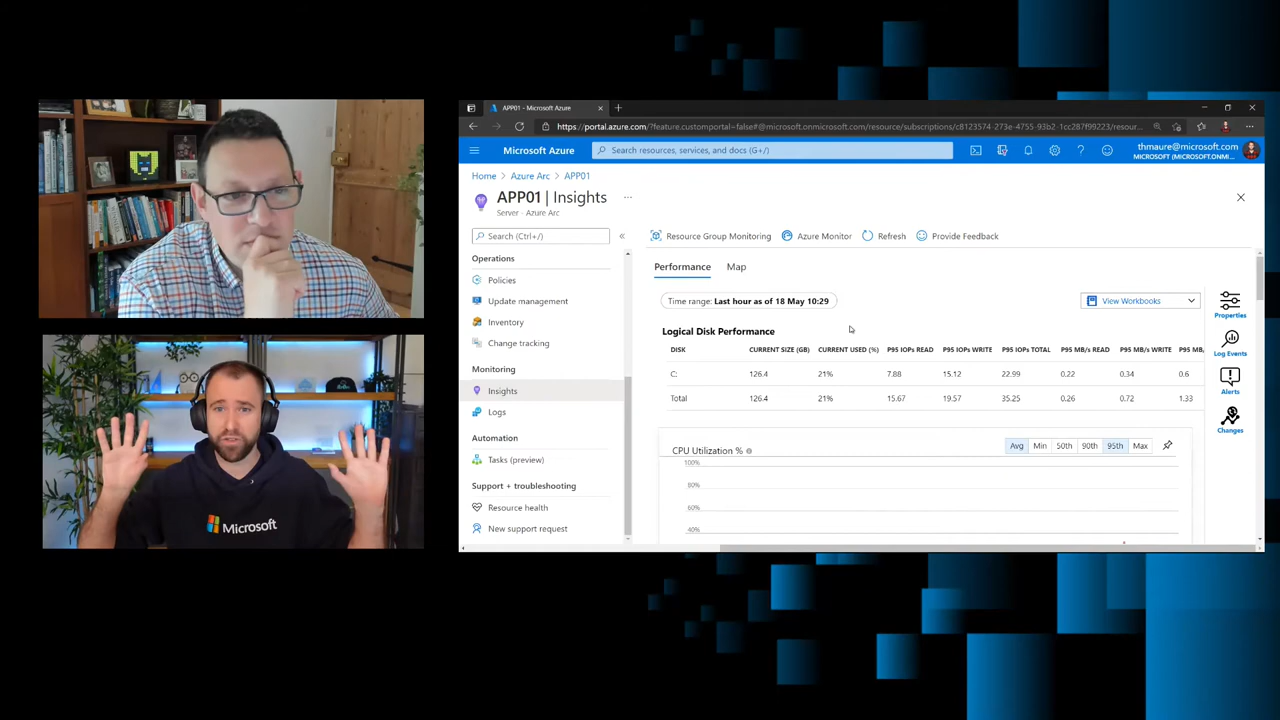 Microsoft
APP01 - Microsoft Azure
https://portal.azure.com/?feature.customportal=false#@microsoft.onmicrosoft.com/resource/subscriptions/c8123574-273e-4755-93b2-1cc287f99223/resour...
Microsoft Azure
Search resources, services, and docs (G+/)
thmaure@microsoft.com
MICROSOFT (MICROSOFT.ONMI...
Home > Azure Arc > APP01
APP01 | Insights ...
Server - Azure Arc
Search (Ctrl+/)
Operations
Policies
Update management
Inventory
Change tracking
Monitoring
Insights
Logs
Automation
Tasks (preview)
Support + troubleshooting
Resource health
New support request
Resource Group Monitoring Azure Monitor Refresh Provide Feedback
Performance Map
Time range: Last hour as of 18 May 10:29
View Workbooks
Logical Disk Performance
DISK CURRENT SIZE (GB) CURRENT USED (%) P95 IOPs READ P95 IOPs WRITE P95 IOPs TOTAL P95 MB/s READ P95 MB/s WRITE P95 MB,
C: 126.4 21% 7.88 15.12 22.99 0.22 0.34 0.6
Total 126.4 21% 15.67 19.57 35.25 0.26 0.72 1.33
CPU Utilization %
Avg Min 50th 90th 95th Max
100%
80%
60%
40%
Properties
Log Events
Alerts
Changes